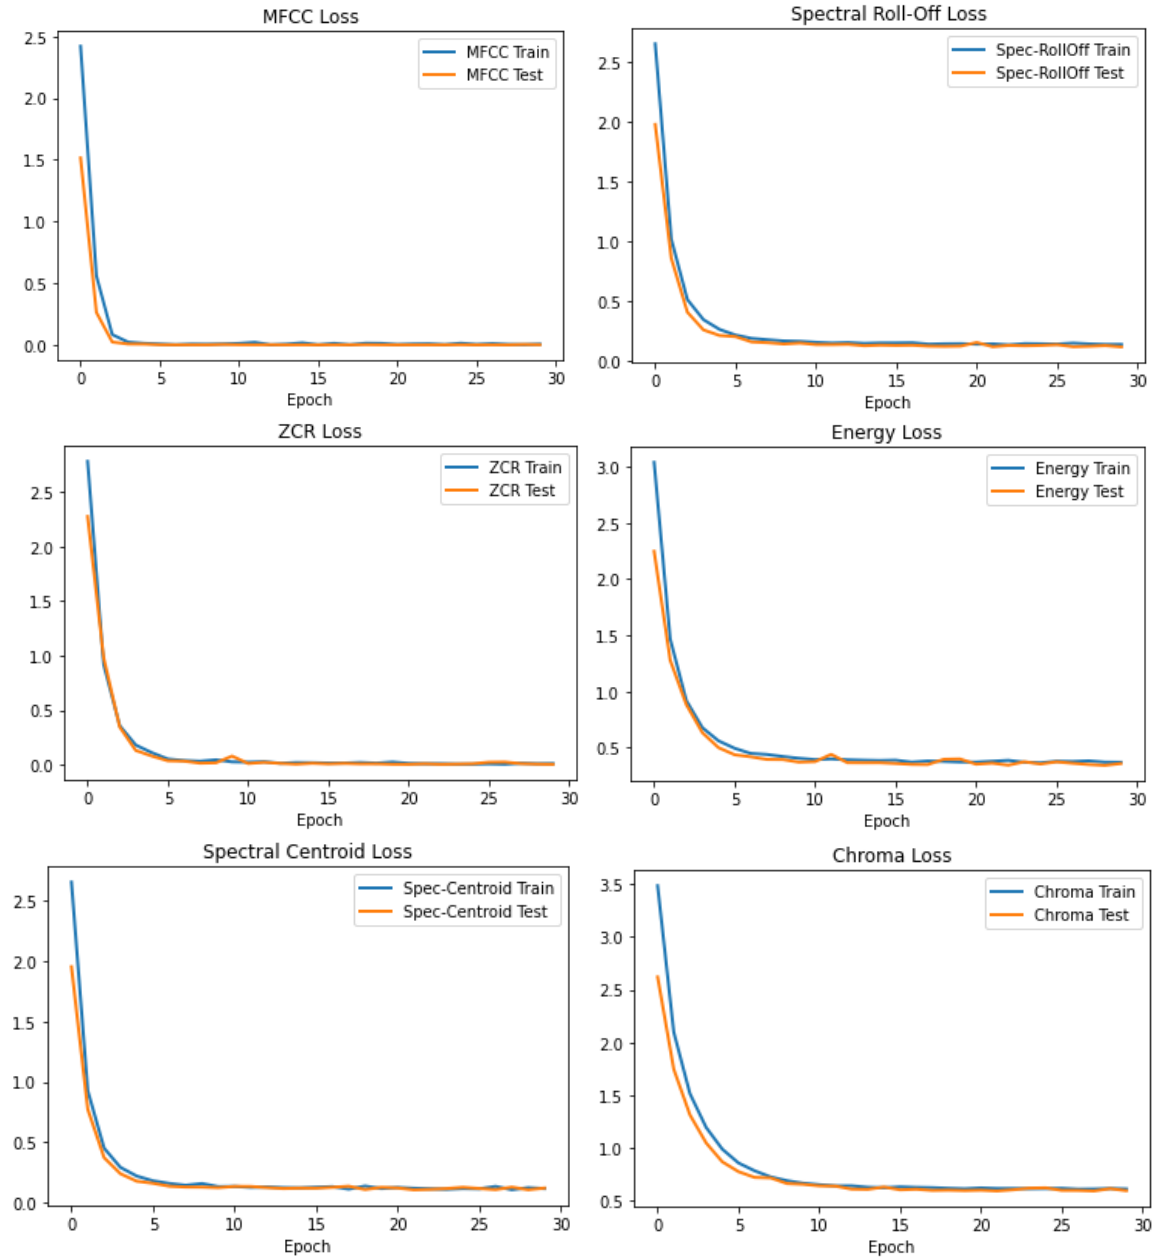 MFCC Loss
2.5
2.0
1.5
1.0
0.5
0.0
MFCC Train
MFCC Test
0 5 10 15 20 25 30
Epoch
Spectral Roll-Off Loss
2.5
2.0
1.5
1.0
0.5
0.0
Spec-RollOff Train
Spec-RollOff Test
0 5 10 15 20 25 30
Epoch
ZCR Loss
2.5
2.0
1.5
1.0
0.5
0.0
ZCR Train
ZCR Test
0 5 10 15 20 25 30
Epoch
Energy Loss
3.0
2.5
2.0
1.5
1.0
0.5
Energy Train
Energy Test
0 5 10 15 20 25 30
Epoch
Spectral Centroid Loss
2.5
2.0
1.5
1.0
0.5
0.0
Spec-Centroid Train
Spec-Centroid Test
0 5 10 15 20 25 30
Epoch
Chroma Loss
3.5
3.0
2.5
2.0
1.5
1.0
0.5
Chroma Train
Chroma Test
0 5 10 15 20 25 30
Epoch